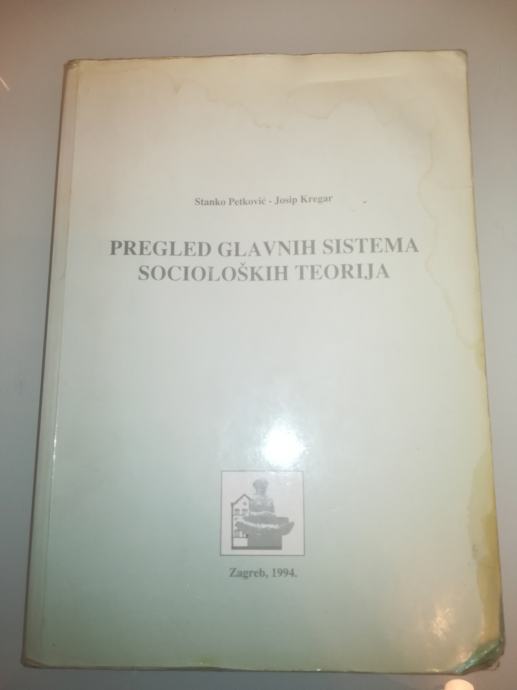 Stanko Petković - Josip Kregar
PREGLED GLAVNIH SISTEMA
SOCIOLOŠKIH TEORIJA
Zagreb, 1994.